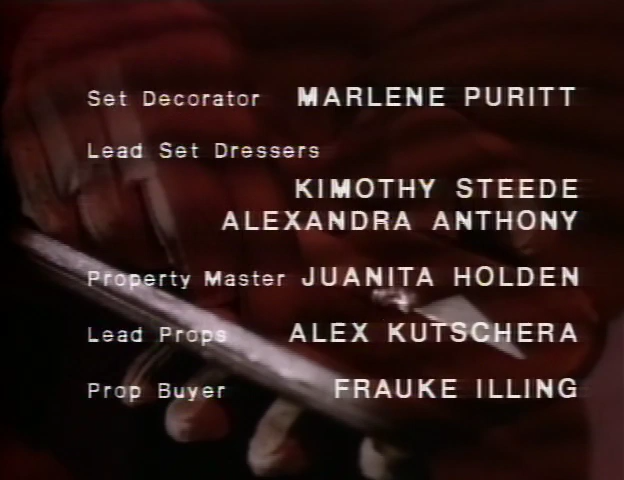 Set Decorator MARLENE PURITT
Lead Set Dressers
KIMOTHY STEEDE
ALEXANDRA ANTHONY
Property Master JUANITA HOLDEN
Lead Props ALEX KUTSCHERA
Prop Buyer FRAUKE ILLING